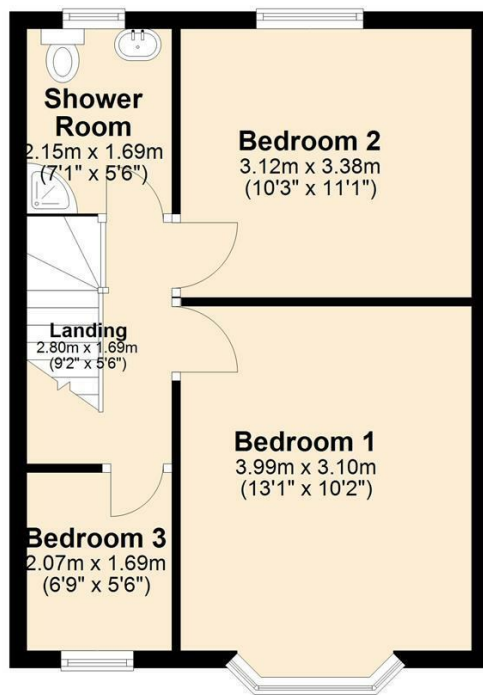 Shower
Room
2.15m x 1.69m
(7'1" x 5'6")
Bedroom 2
3.12m x 3.38m
(10'3" x 11'1")
Landing
2.80m x 1.69m
(9'2" x 5'6")
Bedroom 1
3.99m x 3.10m
(13'1" x 10'2")
Bedroom 3
2.07m x 1.69m
(6'9" x 5'6")